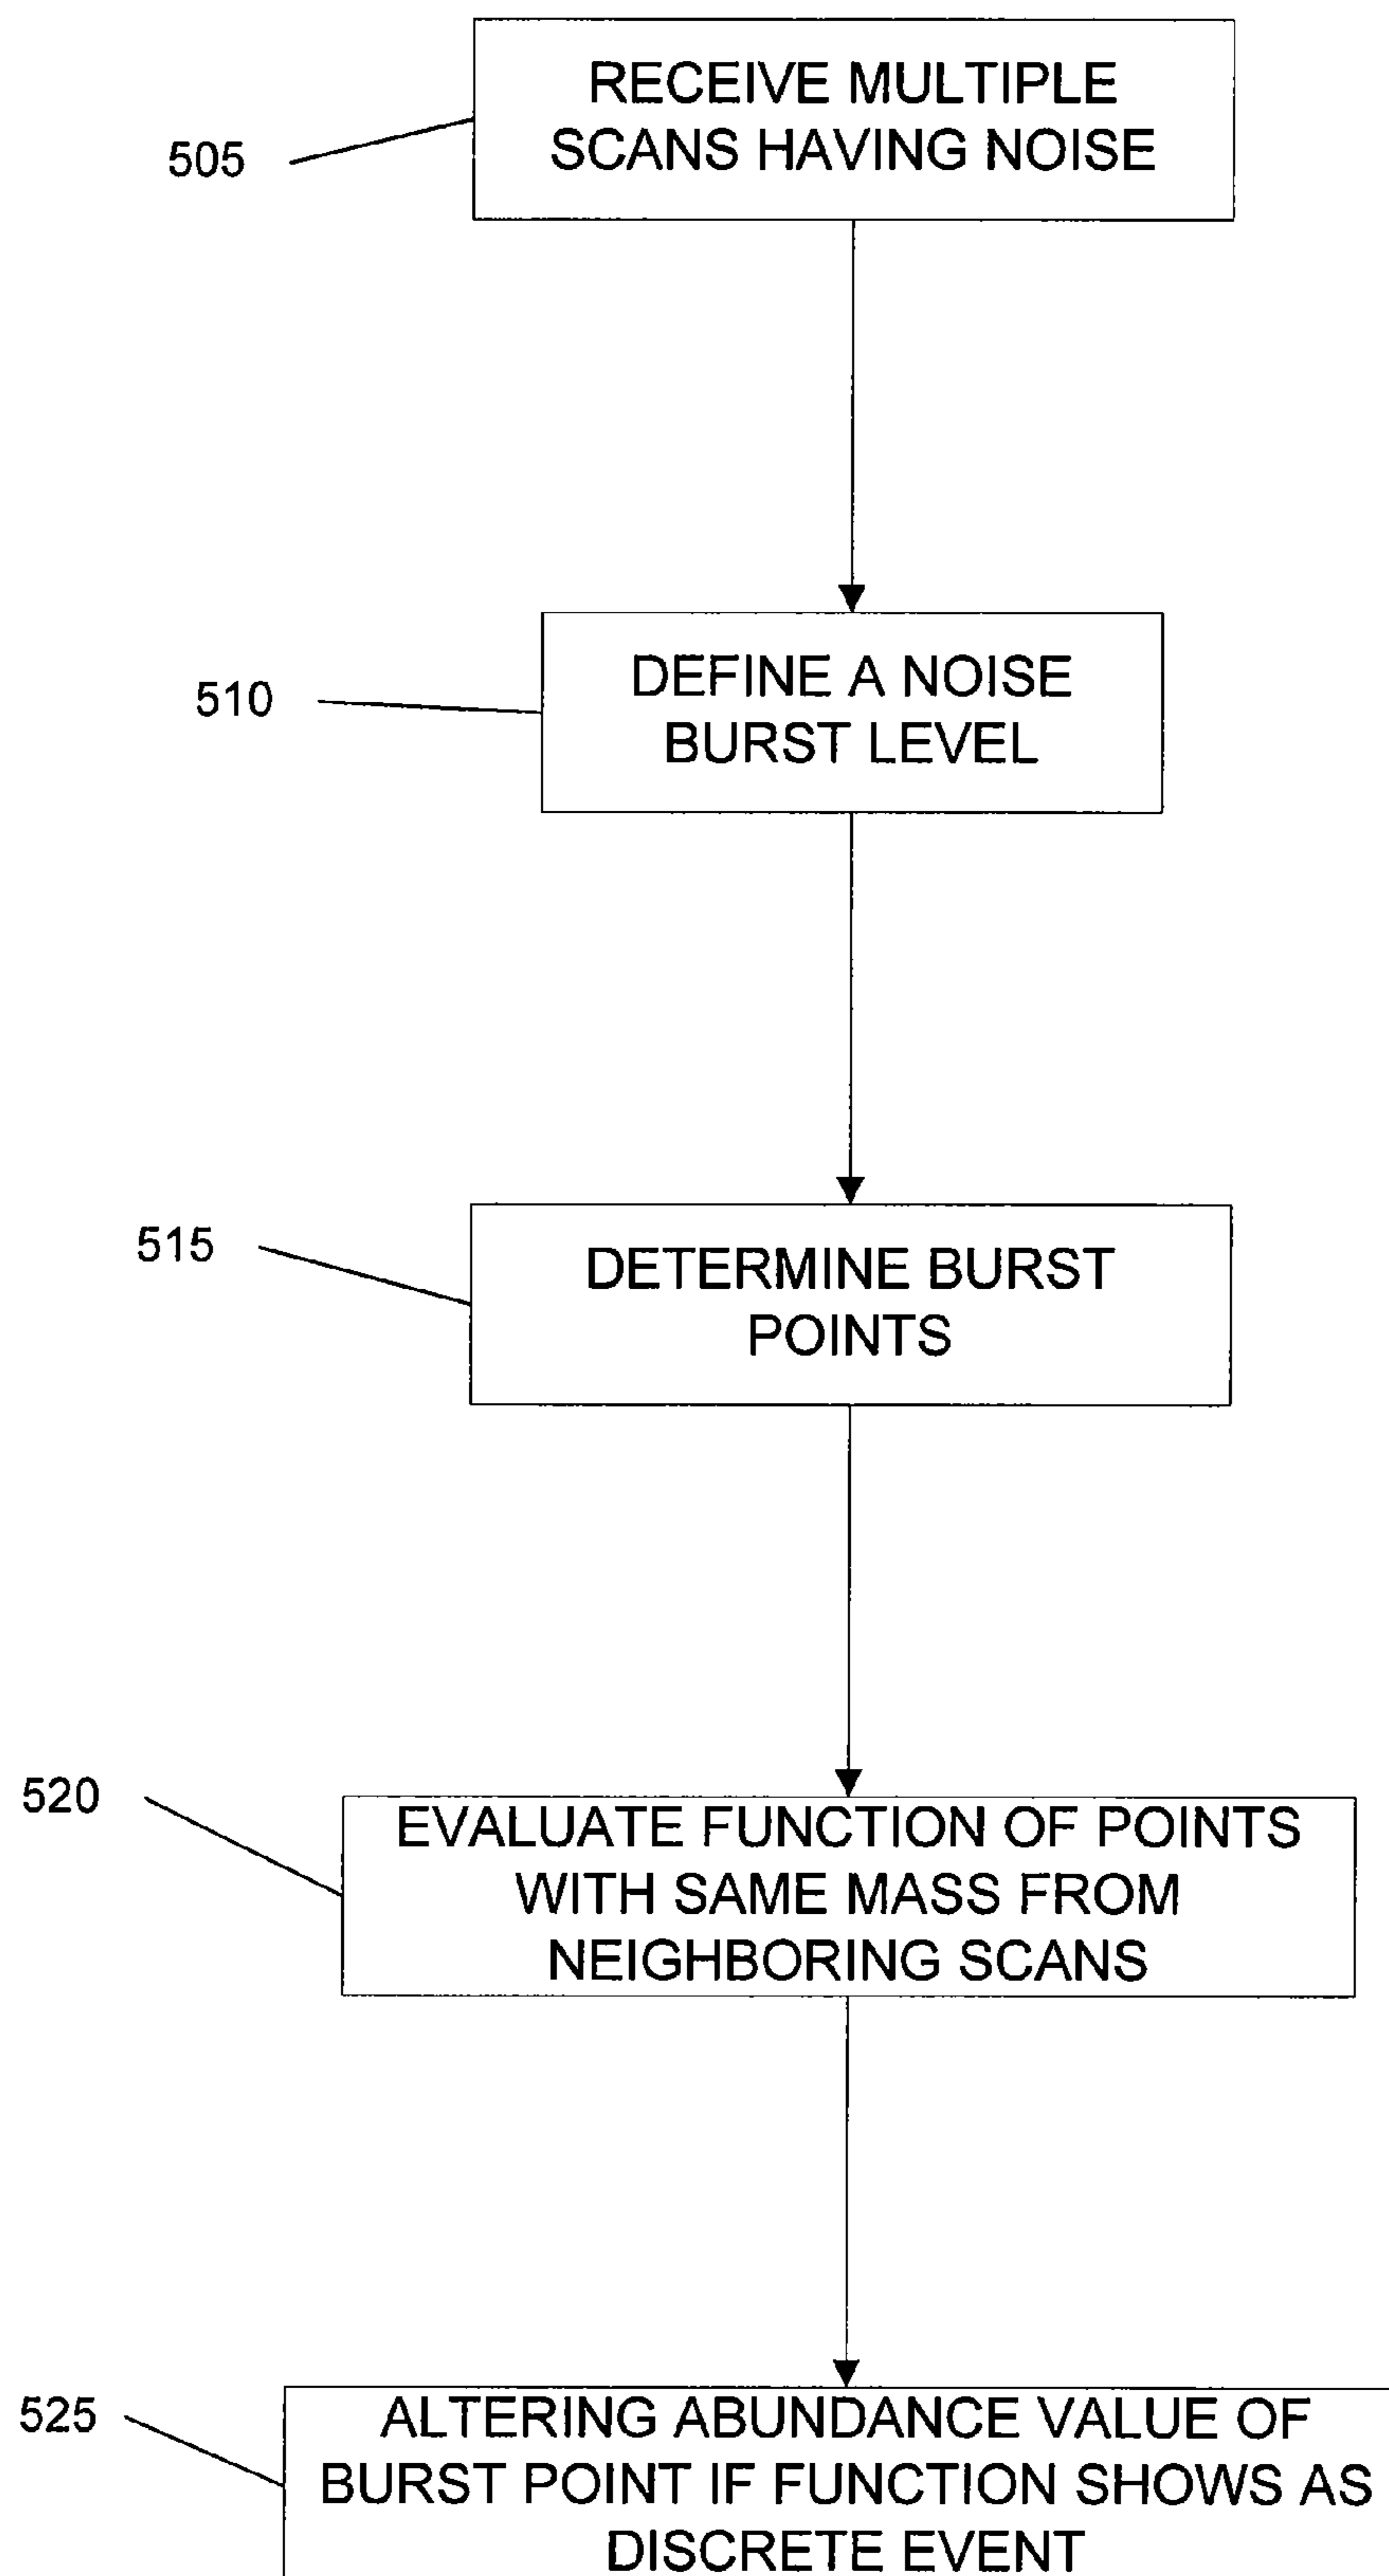 RECEIVE MULTIPLE
SCANS HAVING NOISE
505
DEFINE A NOISE
BURST LEVEL
510
DETERMINE BURST
POINTS
515
EVALUATE FUNCTION OF POINTS
WITH SAME MASS FROM
NEIGHBORING SCANS
520
ALTERING ABUNDANCE VALUE OF
BURST POINT IF FUNCTION SHOWS AS
DISCRETE EVENT
525